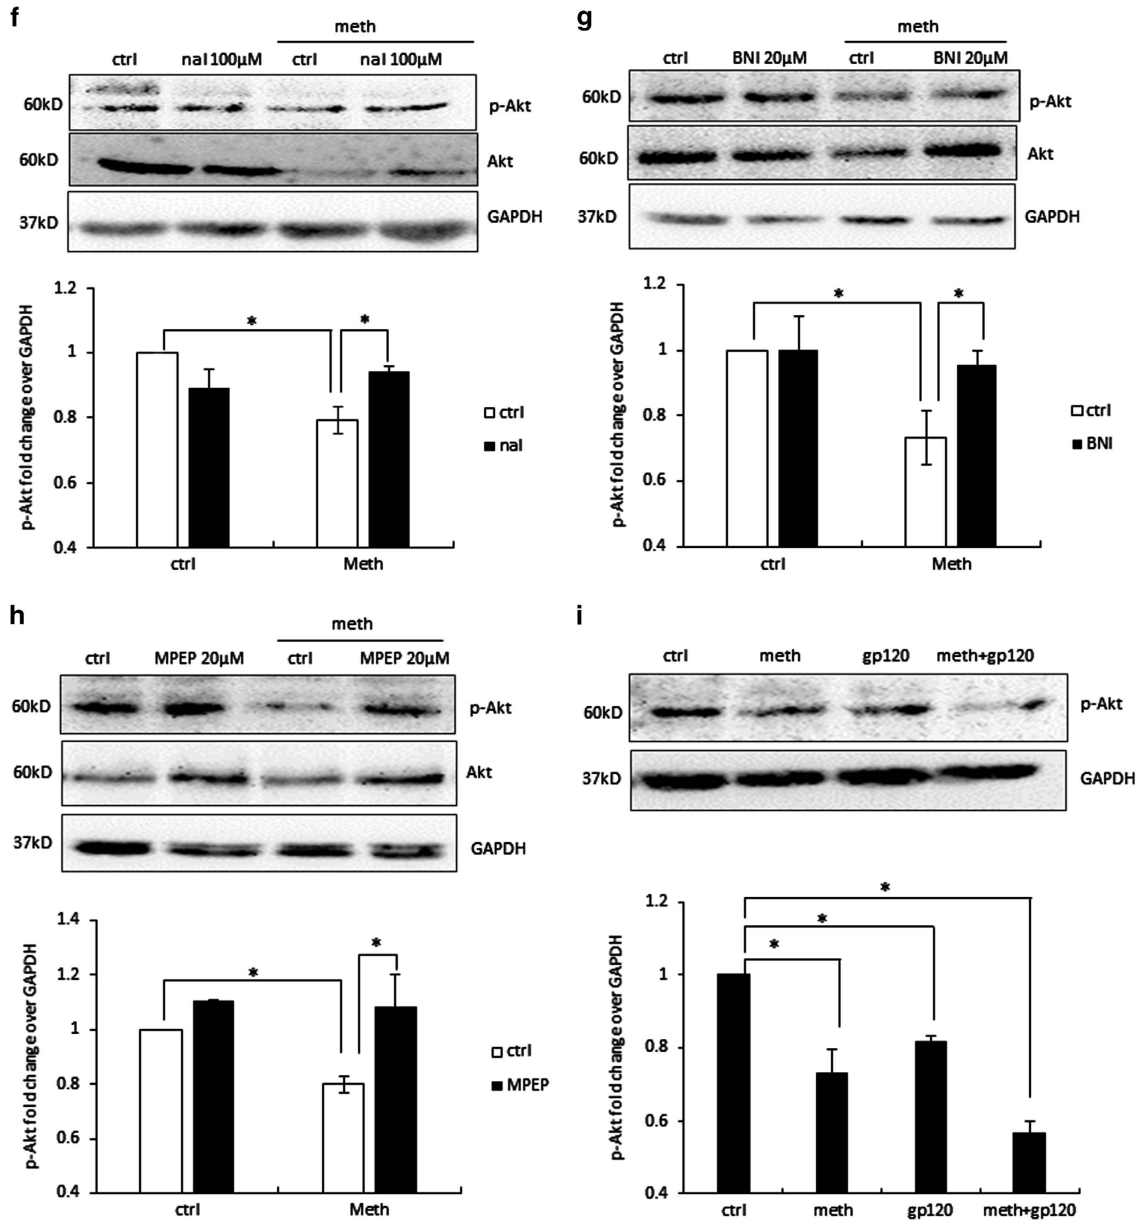 f
meth
ctrl nal 100μM ctrl nal 100μM
60kD p-Akt
60kD Akt
37kD GAPDH
p-Akt fold change over GAPDH
1.2
1
0.8
0.6
0.4
* *
ctrl
nal
ctrl Meth
g
meth
ctrl BNI 20μM ctrl BNI 20μM
60kD p-Akt
60kD Akt
37kD GAPDH
p-Akt fold change over GAPDH
1.2
1
0.8
0.6
0.4
* *
ctrl
BNI
ctrl Meth
h
meth
ctrl MPEP 20μM ctrl MPEP 20μM
60kD p-Akt
60kD Akt
37kD GAPDH
p-Akt fold change over GAPDH
1.4
1.2
1
0.8
0.6
0.4
* *
ctrl
MPEP
ctrl Meth
i
ctrl meth gp120 meth+gp120
60kD p-Akt
37kD GAPDH
p-Akt fold change over GAPDH
1.2
1
0.8
0.6
0.4
*
*
*
ctrl meth gp120 meth+gp120